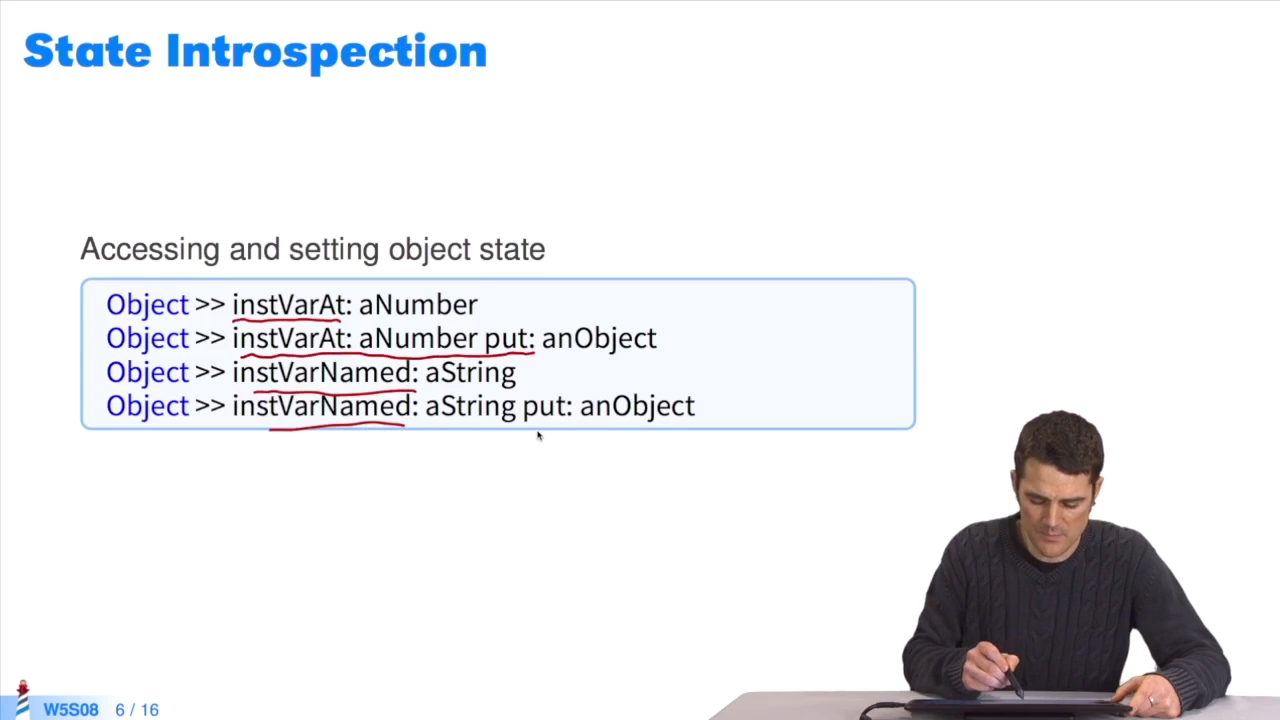 State Introspection
Accessing and setting object state
Object >> instVarAt: aNumber
Object >> instVarAt: aNumber put: anObject
Object >> instVarNamed: aString
Object >> instVarNamed: aString put: anObject
W5S08 6 / 16